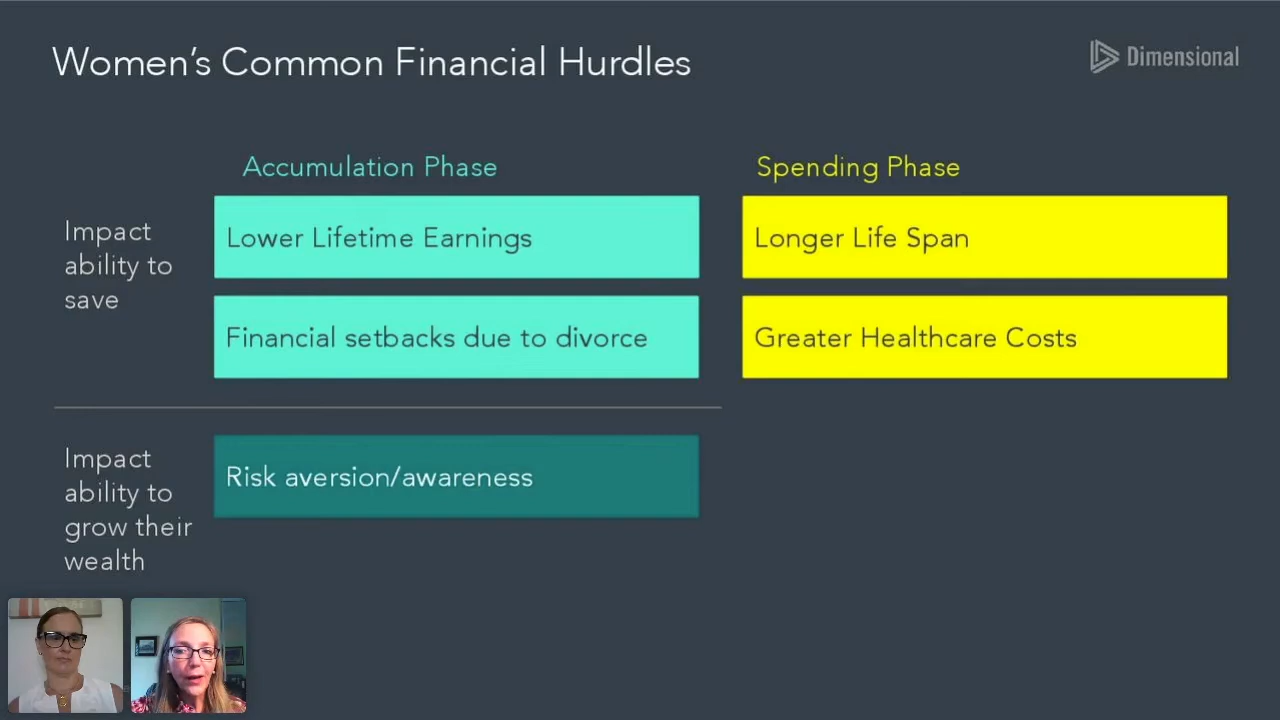 Women's Common Financial Hurdles
Dimensional
Accumulation Phase
Spending Phase
Impact
ability to
save
Lower Lifetime Earnings
Longer Life Span
Financial setbacks due to divorce
Greater Healthcare Costs
Impact
ability to
grow their
wealth
Risk aversion/awareness